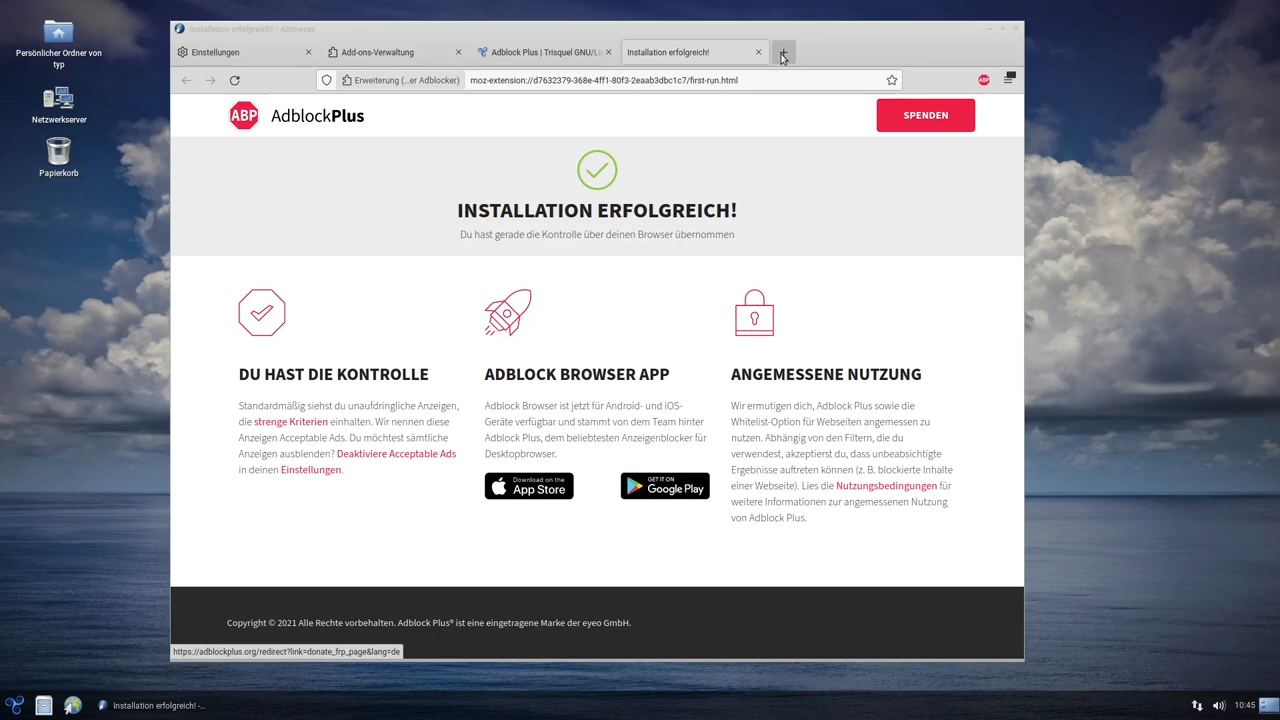 Installation erfolgreich! - Abrowser
Persönlicher Ordner von
typ
Netzwerkserver
Papierkorb
Einstellungen
Add-ons-Verwaltung
Adblock Plus | Trisquel GNU/Li
Installation erfolgreich!
Erweiterung (...er Adblocker)
moz-extension://d7632379-368e-4ff1-80f3-2eaab3dbc1c7/first-run.html
ABP
ABP
AdblockPlus
SPENDEN
INSTALLATION ERFOLGREICH!
Du hast gerade die Kontrolle über deinen Browser übernommen
DU HAST DIE KONTROLLE
Standardmäßig siehst du unaufdringliche Anzeigen,
die strenge Kriterien einhalten. Wir nennen diese
Anzeigen Acceptable Ads. Du möchtest sämtliche
Anzeigen ausblenden? Deaktiviere Acceptable Ads
in deinen Einstellungen.
ADBLOCK BROWSER APP
Adblock Browser ist jetzt für Android- und iOS-
Geräte verfügbar und stammt von dem Team hinter
Adblock Plus, dem beliebtesten Anzeigenblocker für
Desktopbrowser.
Download on the
App Store
GET IT ON
Google Play
ANGEMESSENE NUTZUNG
Wir ermutigen dich, Adblock Plus sowie die
Whitelist-Option für Webseiten angemessen zu
nutzen. Abhängig von den Filtern, die du
verwendest, akzeptierst du, dass unbeabsichtigte
Ergebnisse auftreten können (z. B. blockierte Inhalte
einer Webseite). Lies die Nutzungsbedingungen für
weitere Informationen zur angemessenen Nutzung
von Adblock Plus.
Copyright © 2021 Alle Rechte vorbehalten. Adblock Plus® ist eine eingetragene Marke der eyeo GmbH.
https://adblockplus.org/redirect?link=donate_frp_page&lang=de
Installation erfolgreich! -...
10:45